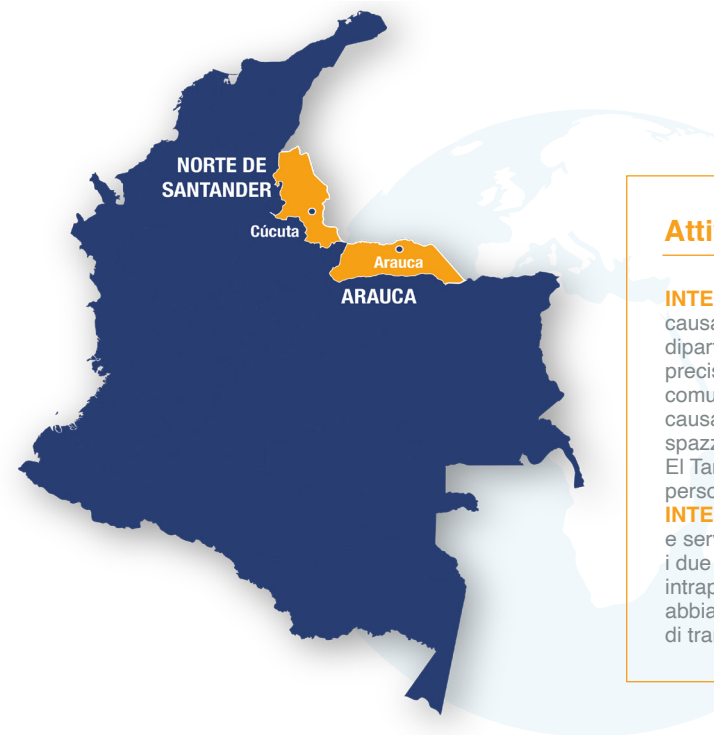 NORTE DE
SANTANDER
Cúcuta
Arauca
ARAUCA
Atti
INTE
causa
dipar
precis
comu
causa
spazz
El Tar
perso
INTE
e ser
i due
intrap
abbia
di tra